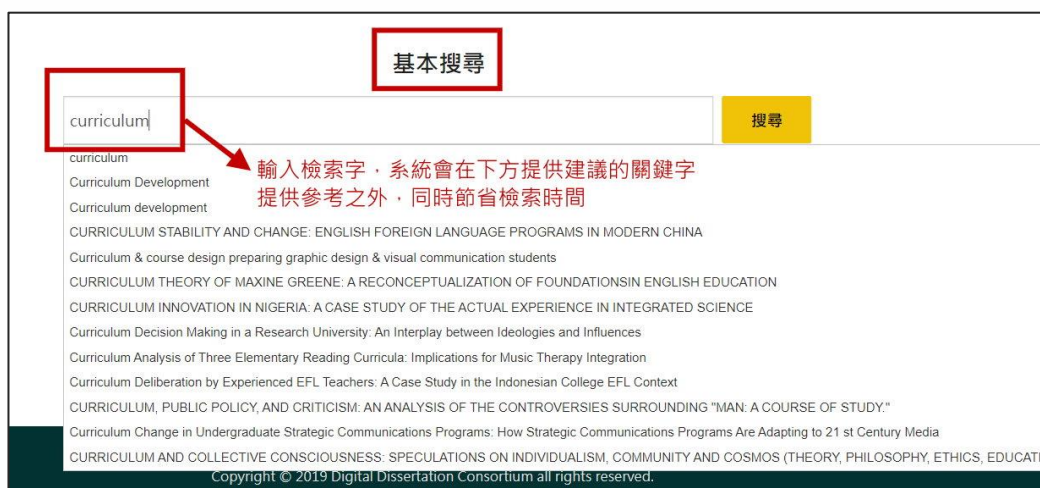 基本搜尋
curriculum
搜尋
輸入檢索字，系統會在下方提供建議的關鍵字
提供參考之外，同時節省檢索時間
curriculum
Curriculum Development
Curriculum development
CURRICULUM STABILITY AND CHANGE: ENGLISH FOREIGN LANGUAGE PROGRAMS IN MODERN CHINA
Curriculum & course design preparing graphic design & visual communication students
CURRICULUM THEORY OF MAXINE GREENE: A RECONCEPTUALIZATION OF FOUNDATIONSIN ENGLISH EDUCATION
CURRICULUM INNOVATION IN NIGERIA: A CASE STUDY OF THE ACTUAL EXPERIENCE IN INTEGRATED SCIENCE
Curriculum Decision Making in a Research University: An Interplay between Ideologies and Influences
Curriculum Analysis of Three Elementary Reading Curricula: Implications for Music Therapy Integration
Curriculum Deliberation by Experienced EFL Teachers: A Case Study in the Indonesian College EFL Context
CURRICULUM, PUBLIC POLICY, AND CRITICISM: AN ANALYSIS OF THE CONTROVERSIES SURROUNDING "MAN: A COURSE OF STUDY."
Curriculum Change in Undergraduate Strategic Communications Programs: How Strategic Communications Programs Are Adapting to 21 st Century Media
CURRICULUM AND COLLECTIVE CONSCIOUSNESS: SPECULATIONS ON INDIVIDUALISM, COMMUNITY AND COSMOS (THEORY, PHILOSOPHY, ETHICS, EDUCATI
Copyright © 2019 Digital Dissertation Consortium all rights reserved.